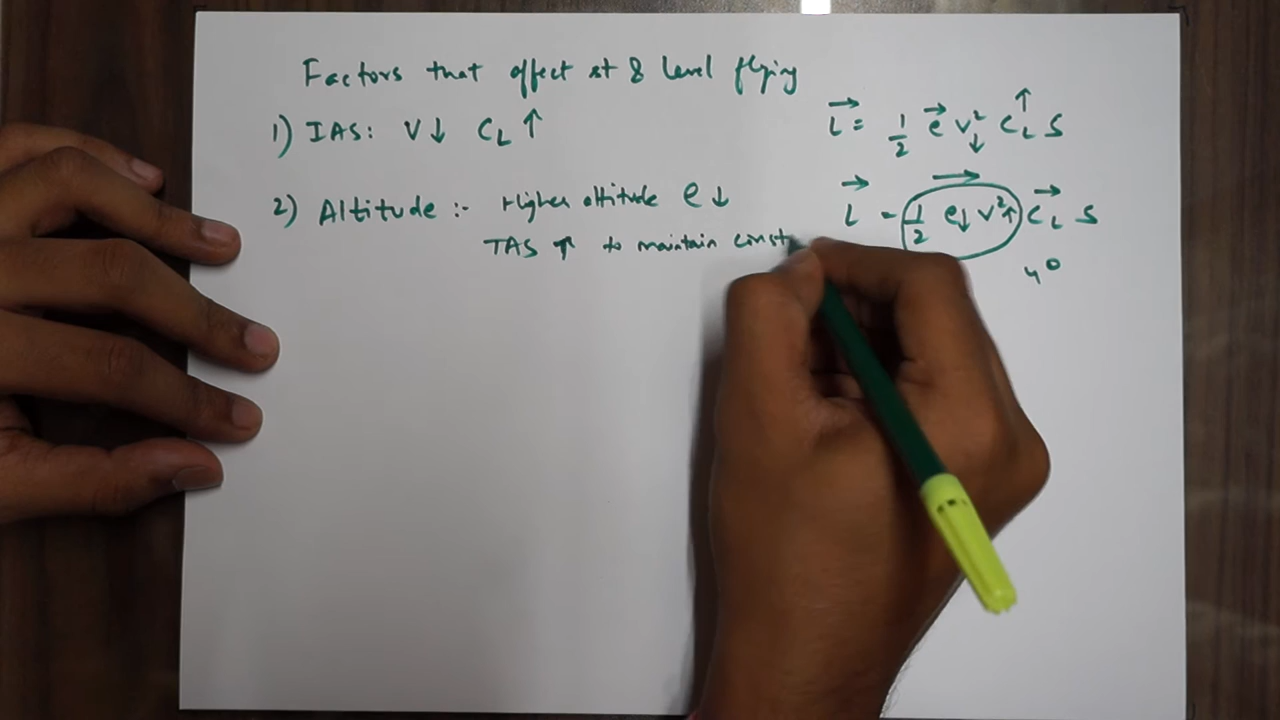 Factors that effect st & level flying
1) IAS: V↓ CL ↑
L = 1/2 e V² ↓ CL ↑ S
2) Altitude :- Higher altitude e ↓
L = 1/2 e↓ V²↑ CL S
TAS ↑ to maintain const
4°